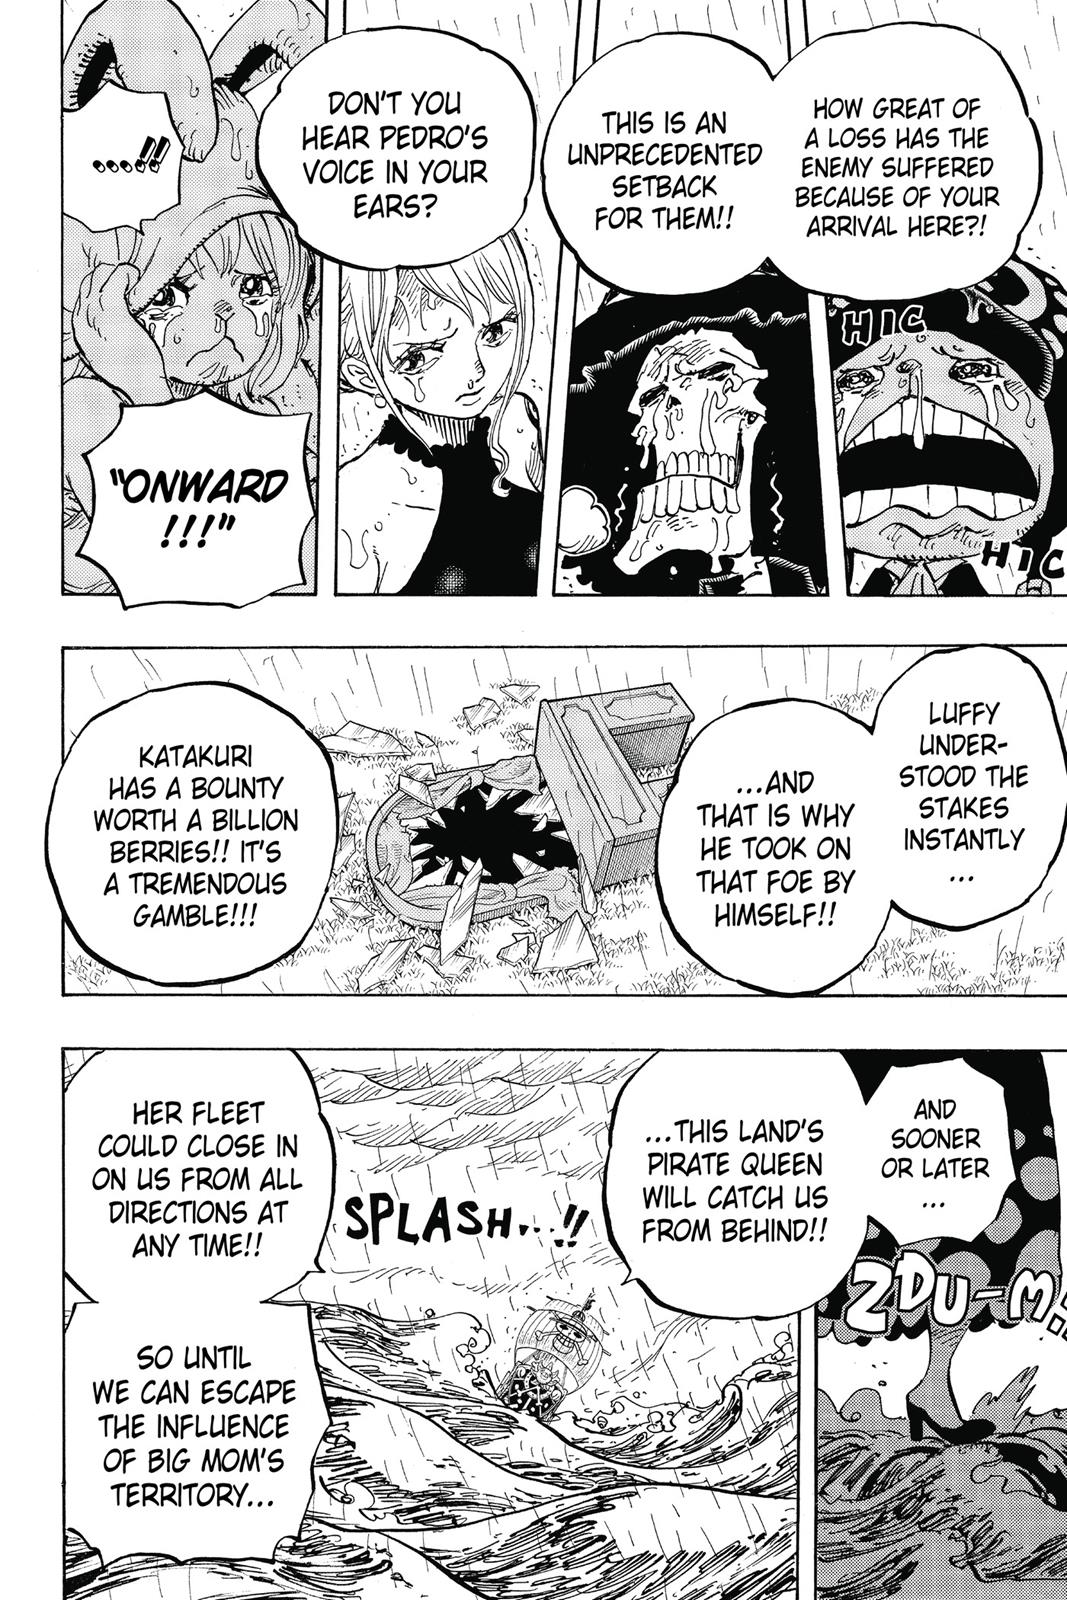 HOW GREAT OF
A LOSS HAS THE
ENEMY SUFFERED
BECAUSE OF YOUR
ARRIVAL HERE?!
HIC
HIC
THIS IS AN
UNPRECEDENTED
SETBACK
FOR THEM!!
DON'T YOU
HEAR PEDRO'S
VOICE IN YOUR
EARS?
....!!
"ONWARD
!!!"
LUFFY
UNDER-
STOOD THE
STAKES
INSTANTLY
...
...AND
THAT IS WHY
HE TOOK ON
THAT FOE BY
HIMSELF!!
KATAKURI
HAS A BOUNTY
WORTH A BILLION
BERRIES!! IT'S
A TREMENDOUS
GAMBLE!!!
AND
SOONER
OR LATER
...
ZDU-M!!
...THIS LAND'S
PIRATE QUEEN
WILL CATCH US
FROM BEHIND!!
SPLASH...!!
HER FLEET
COULD CLOSE IN
ON US FROM ALL
DIRECTIONS AT
ANY TIME!!
SO UNTIL
WE CAN ESCAPE
THE INFLUENCE
OF BIG MOM'S
TERRITORY...